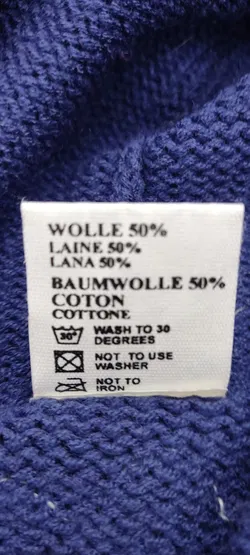 WOLLE 50%
LAINE 50%
LANA 50%
BAUMWOLLE 50%
COTON
COTTONE
30° WASH TO 30
DEGREES
NOT TO USE
WASHER
NOT TO
IRON